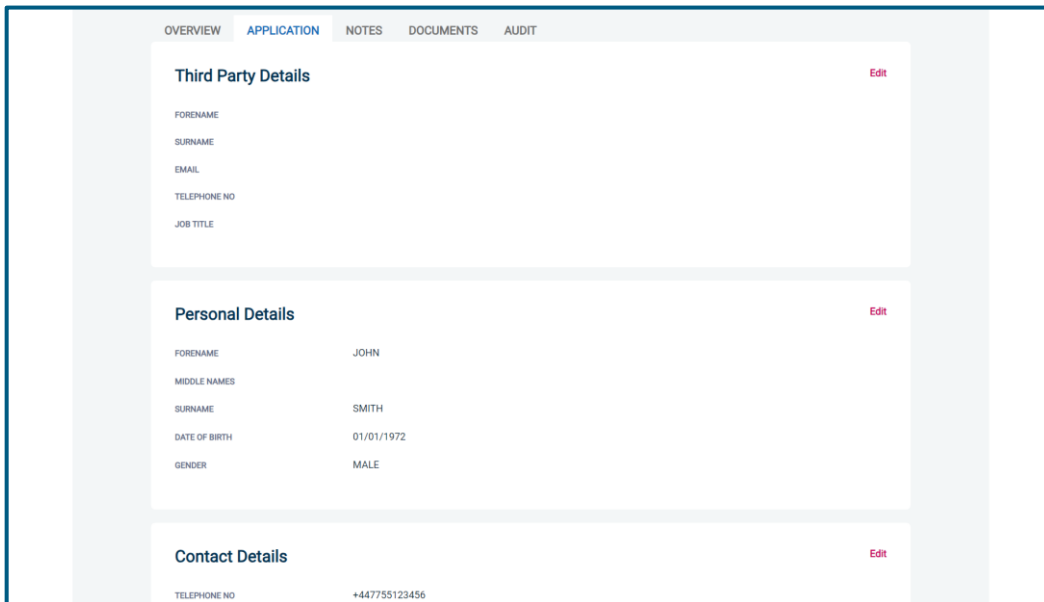 OVERVIEW APPLICATION NOTES DOCUMENTS AUDIT
Third Party Details Edit
FORENAME
SURNAME
EMAIL
TELEPHONE NO
JOB TITLE
Personal Details Edit
FORENAME JOHN
MIDDLE NAMES
SURNAME SMITH
DATE OF BIRTH 01/01/1972
GENDER MALE
Contact Details Edit
TELEPHONE NO +447755123456